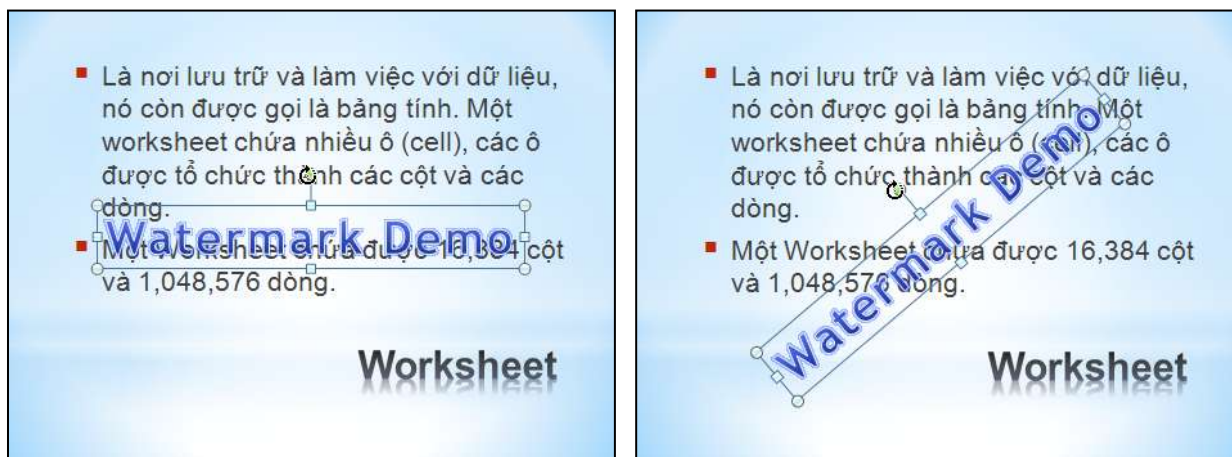 ▪ Là nơi lưu trữ và làm việc với dữ liệu,
nó còn được gọi là bảng tính. Một
worksheet chứa nhiều ô (cell), các ô
được tổ chức thành các cột và các
dòng.
Watermark Demo
▪ Một Worksheet chứa được 16,384 cột
và 1,048,576 dòng.
Worksheet
▪ Là nơi lưu trữ và làm việc với dữ liệu,
nó còn được gọi là bảng tính. Một
worksheet chứa nhiều ô (cell), các ô
được tổ chức thành các cột và các
dòng.
▪ Một Worksheet chứa được 16,384 cột
và 1,048,576 dòng.
Watermark Demo
Worksheet